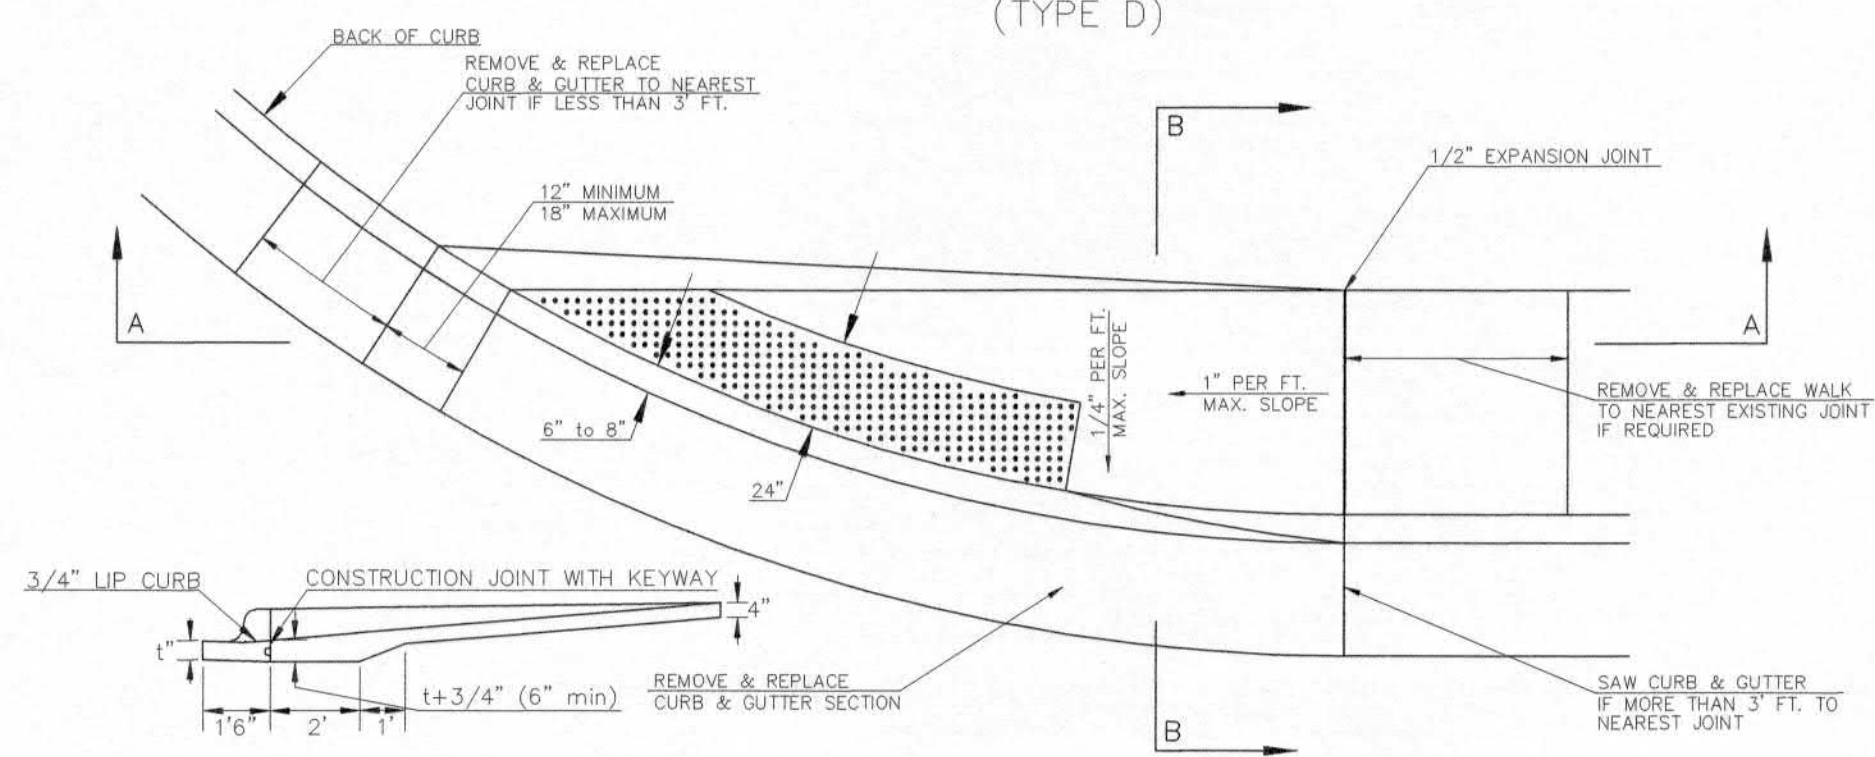 (TYPE D)
BACK OF CURB
REMOVE & REPLACE
CURB & GUTTER TO NEAREST
JOINT IF LESS THAN 3' FT.
12" MINIMUM
18" MAXIMUM
B
1/2" EXPANSION JOINT
A
A
1/4" PER FT.
MAX. SLOPE
1" PER FT.
MAX. SLOPE
REMOVE & REPLACE WALK
TO NEAREST EXISTING JOINT
IF REQUIRED
6" to 8"
24"
3/4" LIP CURB
CONSTRUCTION JOINT WITH KEYWAY
4"
t"
t+3/4" (6" min)
1'6"
2'
1'
REMOVE & REPLACE
CURB & GUTTER SECTION
SAW CURB & GUTTER
IF MORE THAN 3' FT. TO
NEAREST JOINT
B